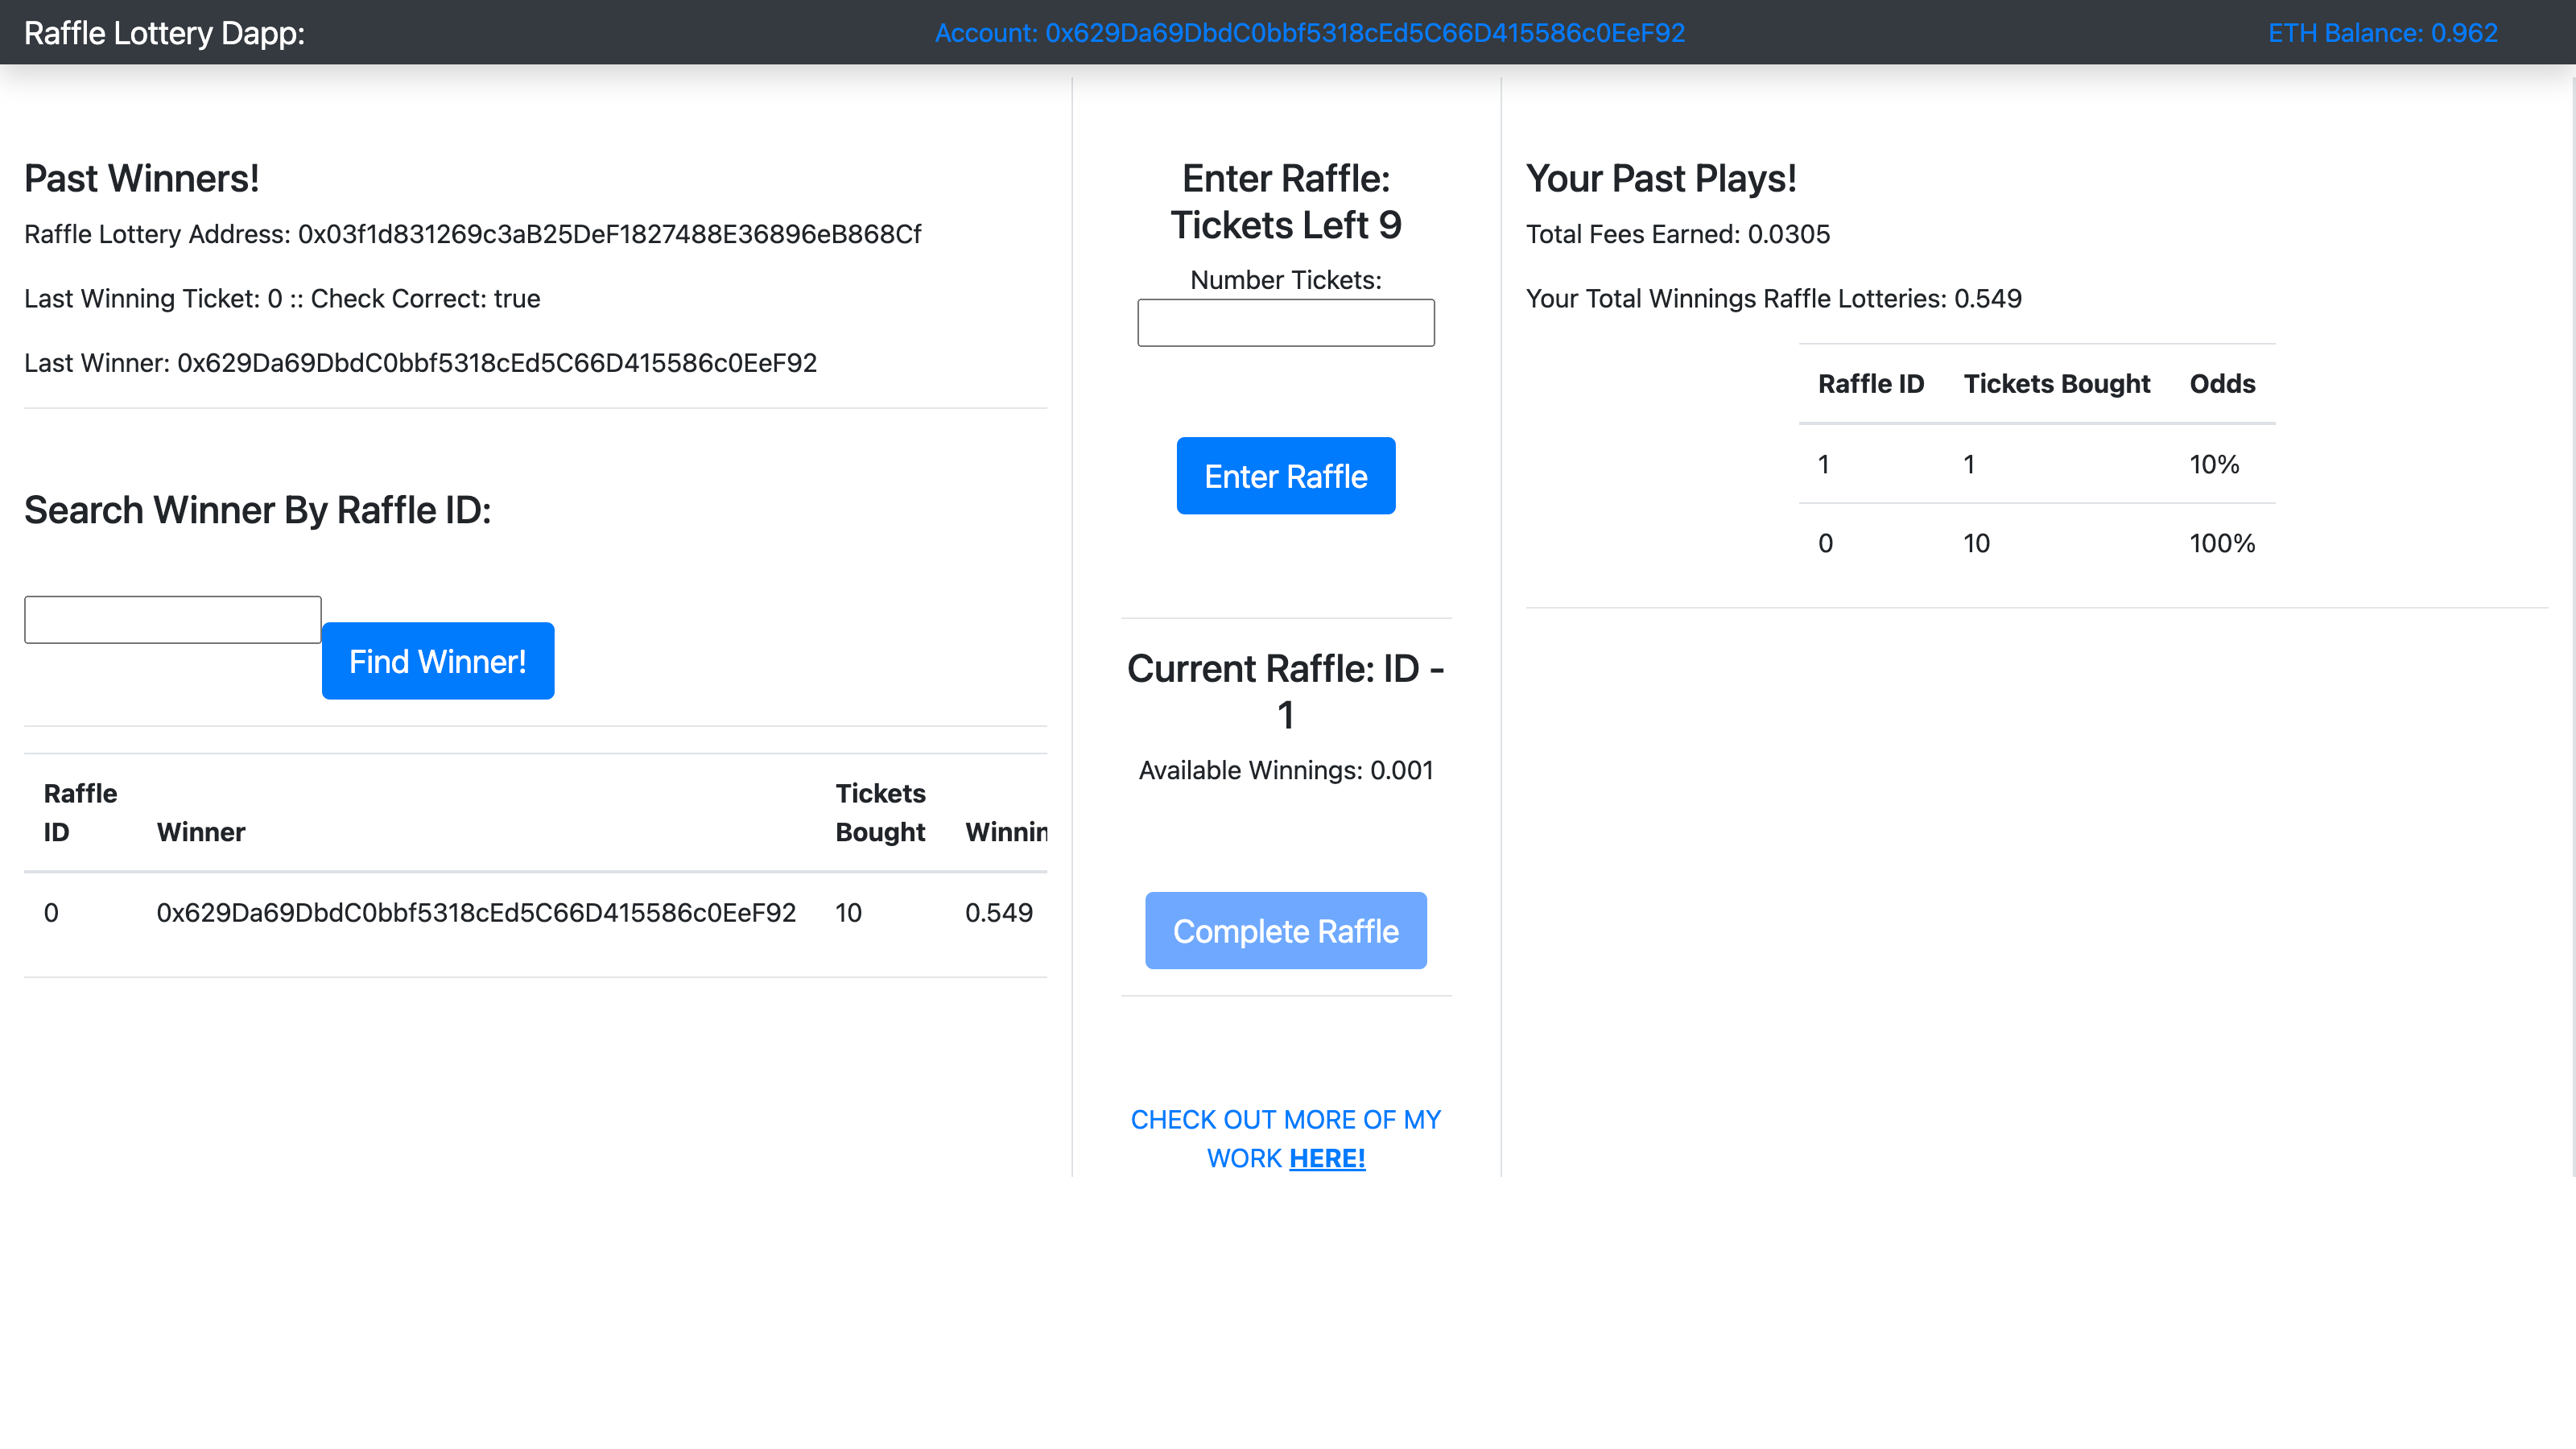 Raffle Lottery Dapp:
Account: 0x629Da69DbdC0bbf5318cEd5C66D415586c0EeF92
ETH Balance: 0.962
Past Winners!
Raffle Lottery Address: 0x03f1d831269c3aB25DeF1827488E36896eB868Cf
Last Winning Ticket: 0 :: Check Correct: true
Last Winner: 0x629Da69DbdC0bbf5318cEd5C66D415586c0EeF92
Search Winner By Raffle ID:
Find Winner!
Raffle ID Winner Tickets Bought Winnin
0 0x629Da69DbdC0bbf5318cEd5C66D415586c0EeF92 10 0.549
Enter Raffle:
Tickets Left 9
Number Tickets:
Enter Raffle
Current Raffle: ID -
1
Available Winnings: 0.001
Complete Raffle
CHECK OUT MORE OF MY
WORK HERE!
Your Past Plays!
Total Fees Earned: 0.0305
Your Total Winnings Raffle Lotteries: 0.549
Raffle ID Tickets Bought Odds
1 1 10%
0 10 100%